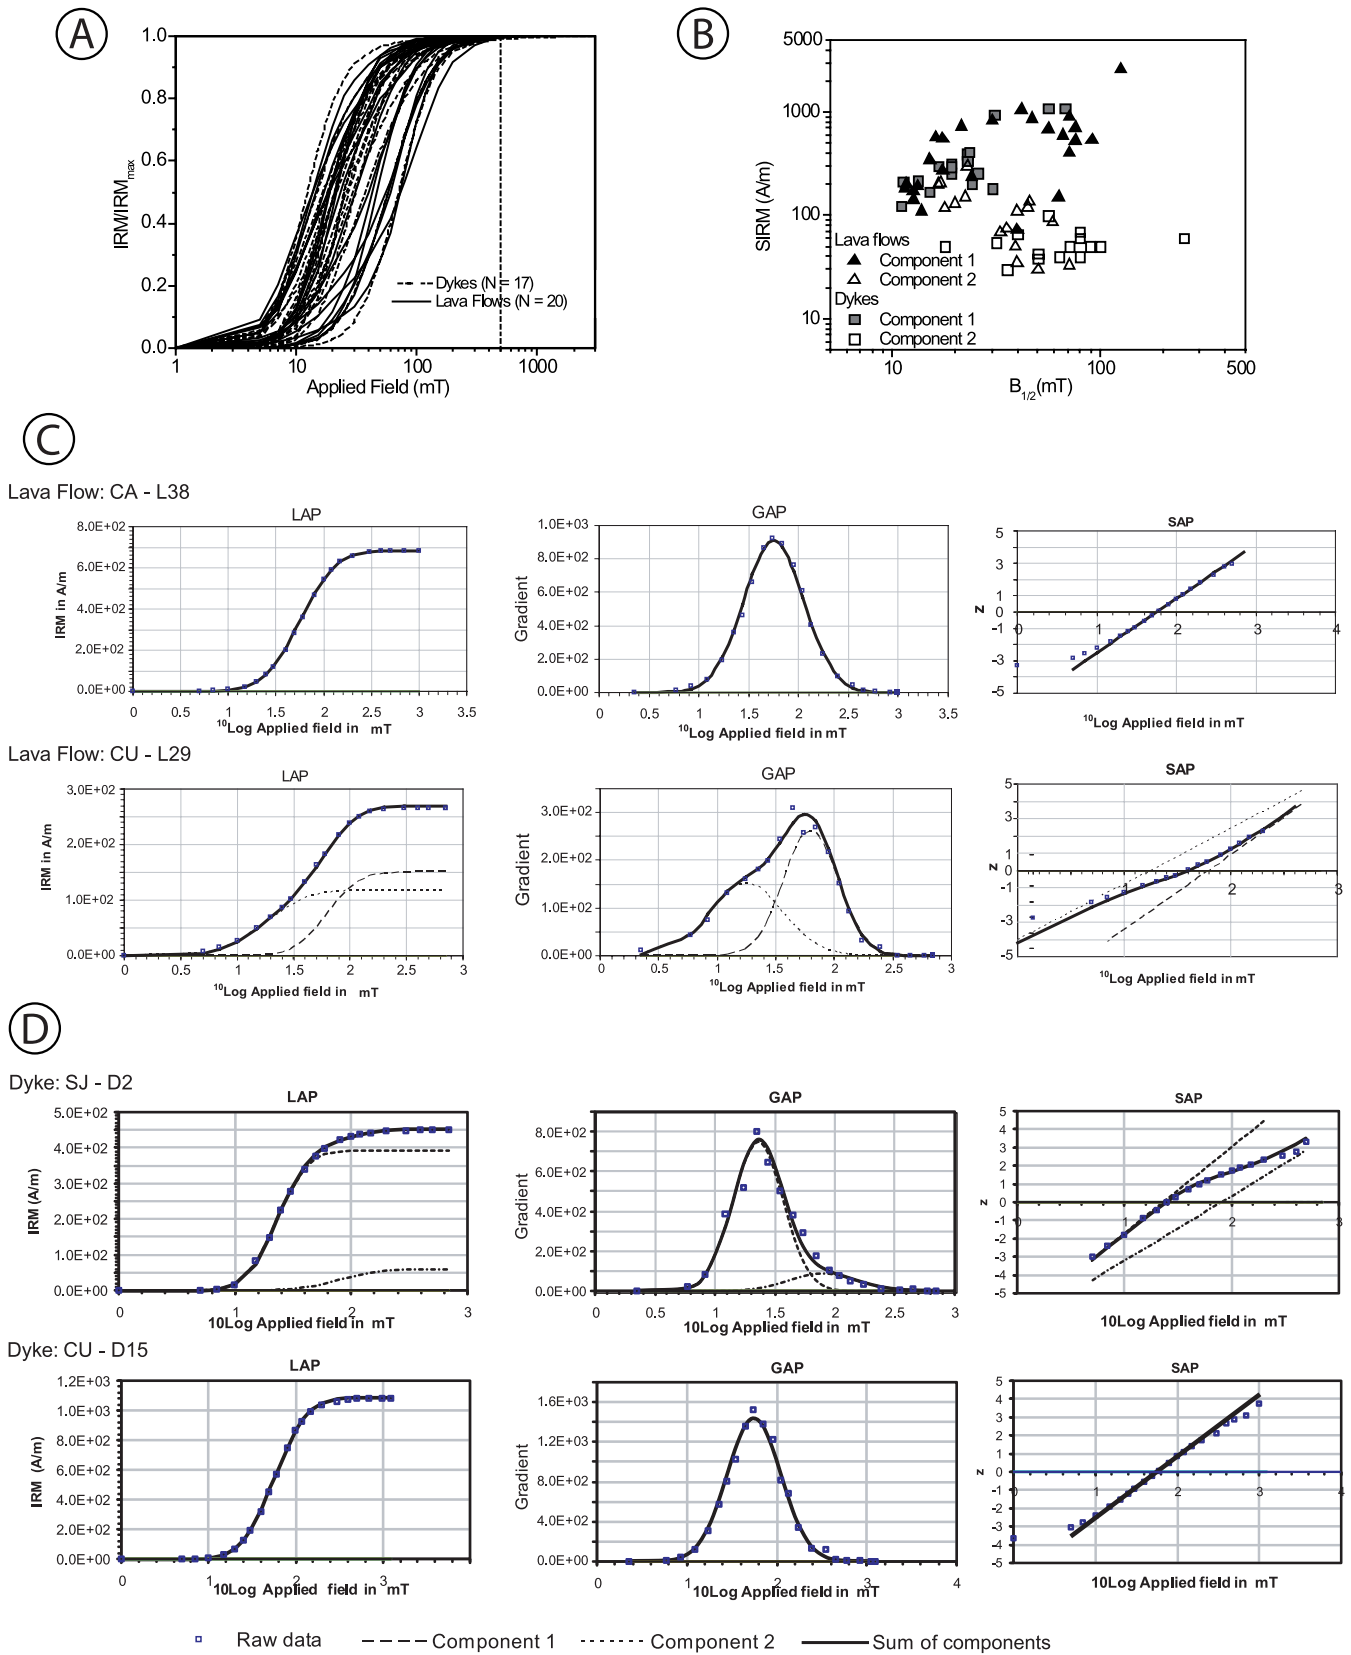 A
IRM/IRMmax
1.0
0.8
0.6
0.4
0.2
0.0
1
10
100
1000
Applied Field (mT)
Dykes (N = 17)
Lava Flows (N = 20)
B
SIRM (A/m)
5000
1000
100
10
10
100
500
B1/2(mT)
Lava flows
Component 1
Component 2
Dykes
Component 1
Component 2
C
Lava Flow: CA - L38
LAP
IRM in A/m
8.0E+02
6.0E+02
4.0E+02
2.0E+02
0.0E+00
0 0.5 1 1.5 2 2.5 3 3.5
10Log Applied field in mT
GAP
Gradient
1.0E+03
8.0E+02
6.0E+02
4.0E+02
2.0E+02
0.0E+00
0 0.5 1 1.5 2 2.5 3 3.5
10Log Applied field in mT
SAP
z
5
3
1
0
-1
-3
-5
0 1 2 3 4
10Log Applied field in mT
Lava Flow: CU - L29
LAP
IRM in A/m
3.0E+02
2.0E+02
1.0E+02
0.0E+00
0 0.5 1 1.5 2 2.5 3
10Log Applied field in mT
GAP
Gradient
3.0E+02
2.0E+02
1.0E+02
0.0E+00
0 0.5 1 1.5 2 2.5 3
10Log Applied field in mT
SAP
z
5
3
1
0
-1
-3
-5
0 1 2 3
10Log Applied field in mT
D
Dyke: SJ - D2
LAP
IRM (A/m)
5.0E+02
4.0E+02
3.0E+02
2.0E+02
1.0E+02
0.0E+00
0 1 2 3
10Log Applied field in mT
GAP
Gradient
8.0E+02
6.0E+02
4.0E+02
2.0E+02
0.0E+00
0 0.5 1 1.5 2 2.5 3
10Log Applied field in mT
SAP
z
5
4
3
2
1
0
-1
-2
-3
-4
-5
0 1 2 3
10Log Applied field in mT
Dyke: CU - D15
LAP
IRM (A/m)
1.2E+03
1.0E+03
8.0E+02
6.0E+02
4.0E+02
2.0E+02
0.0E+00
0 1 2 3
10Log Applied field in mT
GAP
Gradient
1.6E+03
1.2E+03
8.0E+02
4.0E+02
0.0E+00
0 1 2 3 4
10Log Applied field in mT
SAP
z
5
4
3
2
1
0
-1
-2
-3
-4
-5
0 1 2 3 4
10Log Applied field in mT
Raw data
Component 1
Component 2
Sum of components